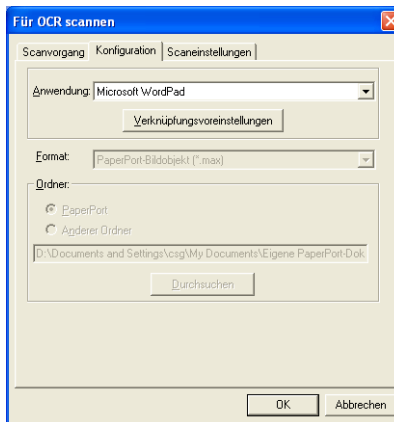 Für OCR scannen
Scanvorgang Konfiguration Scaneinstellungen
Anwendung: Microsoft WordPad
Verknüpfungsvoreinstellungen
Format: PaperPort-Bildobjekt (*.max)
Ordner:
PaperPort
Anderer Ordner
D:\Documents and Settings\csg\My Documents\Eigene PaperPort-Dok
Durchsuchen
OK Abbrechen